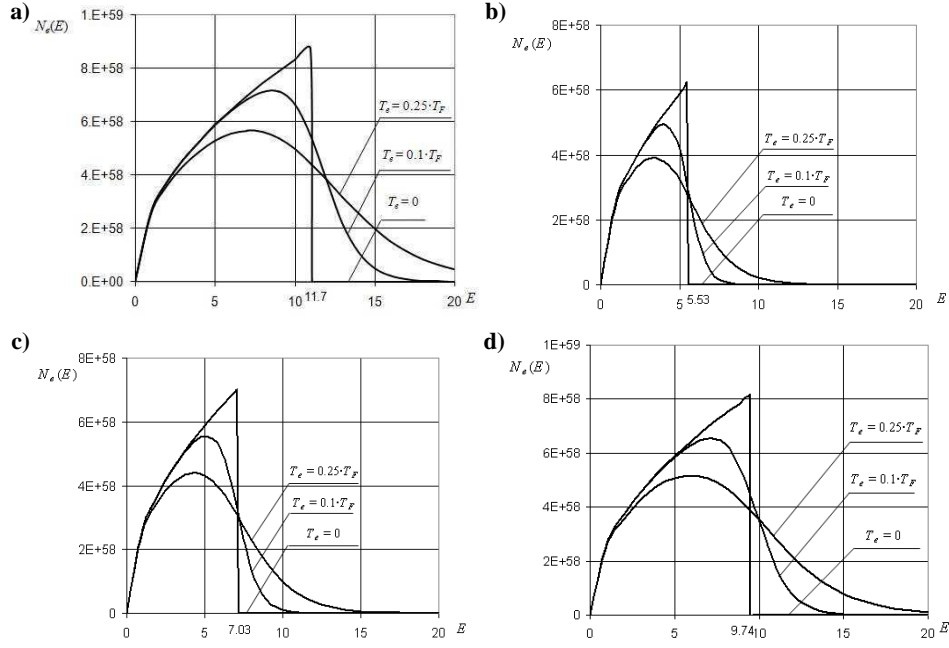 a)
N_e(E)
1.E+59
8.E+58
6.E+58
4.E+58
2.E+58
0.E+00
0 5 10 11.7 15 20 E
T_e = 0.25·T_F
T_e = 0.1·T_F
T_e = 0
b)
N_e(E)
8E+58
6E+58
4E+58
2E+58
0
0 5 5.53 10 15 20 E
T_e = 0.25·T_F
T_e = 0.1·T_F
T_e = 0
c)
N_e(E)
8E+58
6E+58
4E+58
2E+58
0
0 5 7.03 10 15 20 E
T_e = 0.25·T_F
T_e = 0.1·T_F
T_e = 0
d)
N_e(E)
1E+59
8E+58
6E+58
4E+58
2E+58
0
0 5 9.74 10 15 20 E
T_e = 0.25·T_F
T_e = 0.1·T_F
T_e = 0